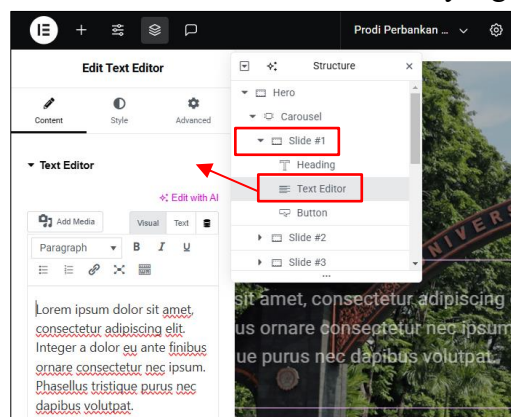 Prodi Perbankan ...
Edit Text Editor
Content
Style
Advanced
Text Editor
Edit with AI
Add Media
Visual
Text
Paragraph
B I U
Lorem ipsum dolor sit amet,
consectetur adipiscing elit.
Integer a dolor eu ante finibus
ornare consectetur nec ipsum.
Phasellus tristique purus nec
dapibus volutpat.
Structure
Hero
Carousel
Slide #1
Heading
Text Editor
Button
Slide #2
Slide #3
...
UNIVER
sit amet, consectetur adipiscing
us ornare consectetur nec ipsum
ue purus nec dapibus volutpat.